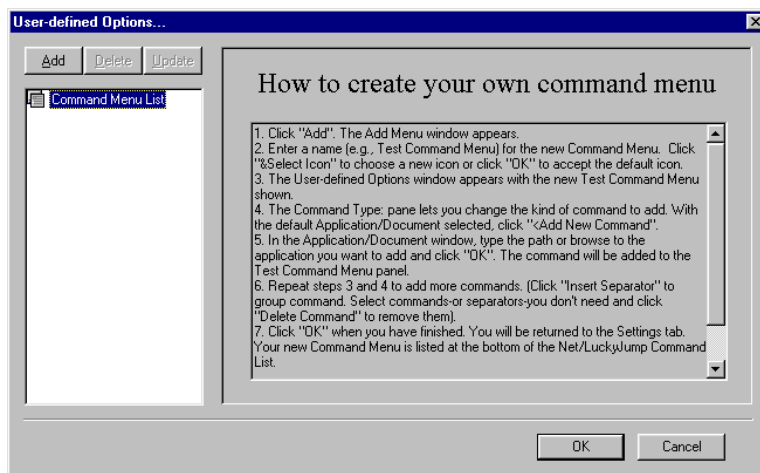 User-defined Options...
Add Delete Update
Command Menu List
How to create your own command menu
1. Click "Add". The Add Menu window appears.
2. Enter a name (e.g., Test Command Menu) for the new Command Menu.  Click
"&Select Icon" to choose a new icon or click "OK" to accept the default icon.
3. The User-defined Options window appears with the new Test Command Menu
shown.
4. The Command Type: pane lets you change the kind of command to add. With
the default Application/Document selected, click "<Add New Command".
5. In the Application/Document window, type the path or browse to the
application you want to add and click "OK". The command will be added to the
Test Command Menu panel.
6. Repeat steps 3 and 4 to add more commands. (Click "Insert Separator" to
group command. Select commands-or separators-you don't need and click
"Delete Command" to remove them).
7. Click "OK" when you have finished. You will be returned to the Settings tab.
Your new Command Menu is listed at the bottom of the Net/LuckyJump Command
List.
OK Cancel